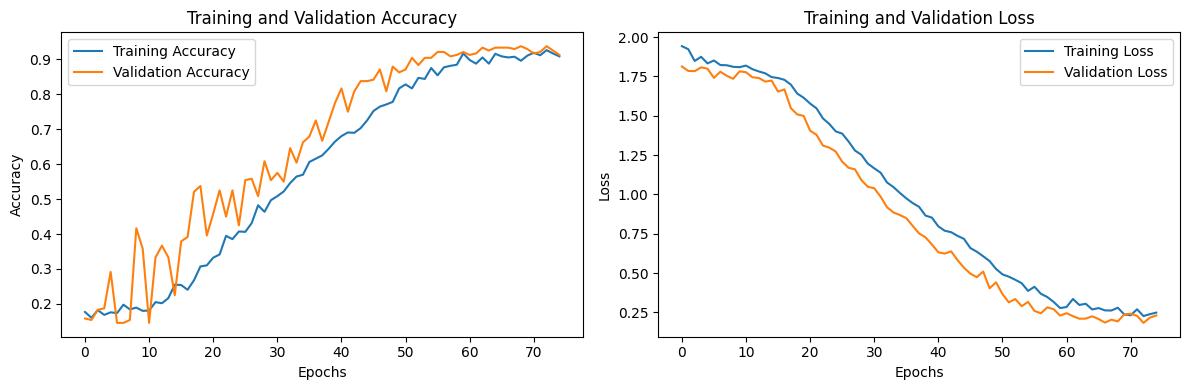 Training and Validation Accuracy
Training Accuracy
Validation Accuracy
0.9
0.8
0.7
0.6
0.5
0.4
0.3
0.2
Accuracy
0 10 20 30 40 50 60 70
Epochs
Training and Validation Loss
Training Loss
Validation Loss
2.00
1.75
1.50
1.25
1.00
0.75
0.50
0.25
Loss
0 10 20 30 40 50 60 70
Epochs